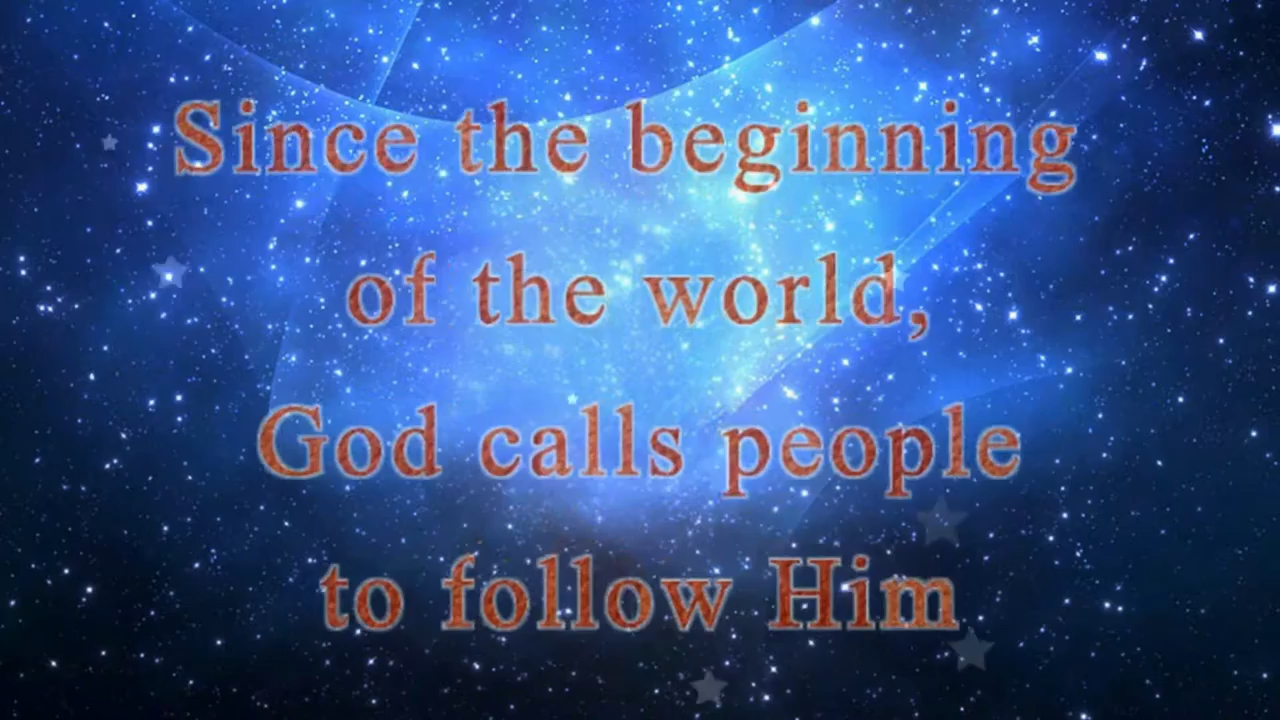 Since the beginning
of the world,
God calls people
to follow Him